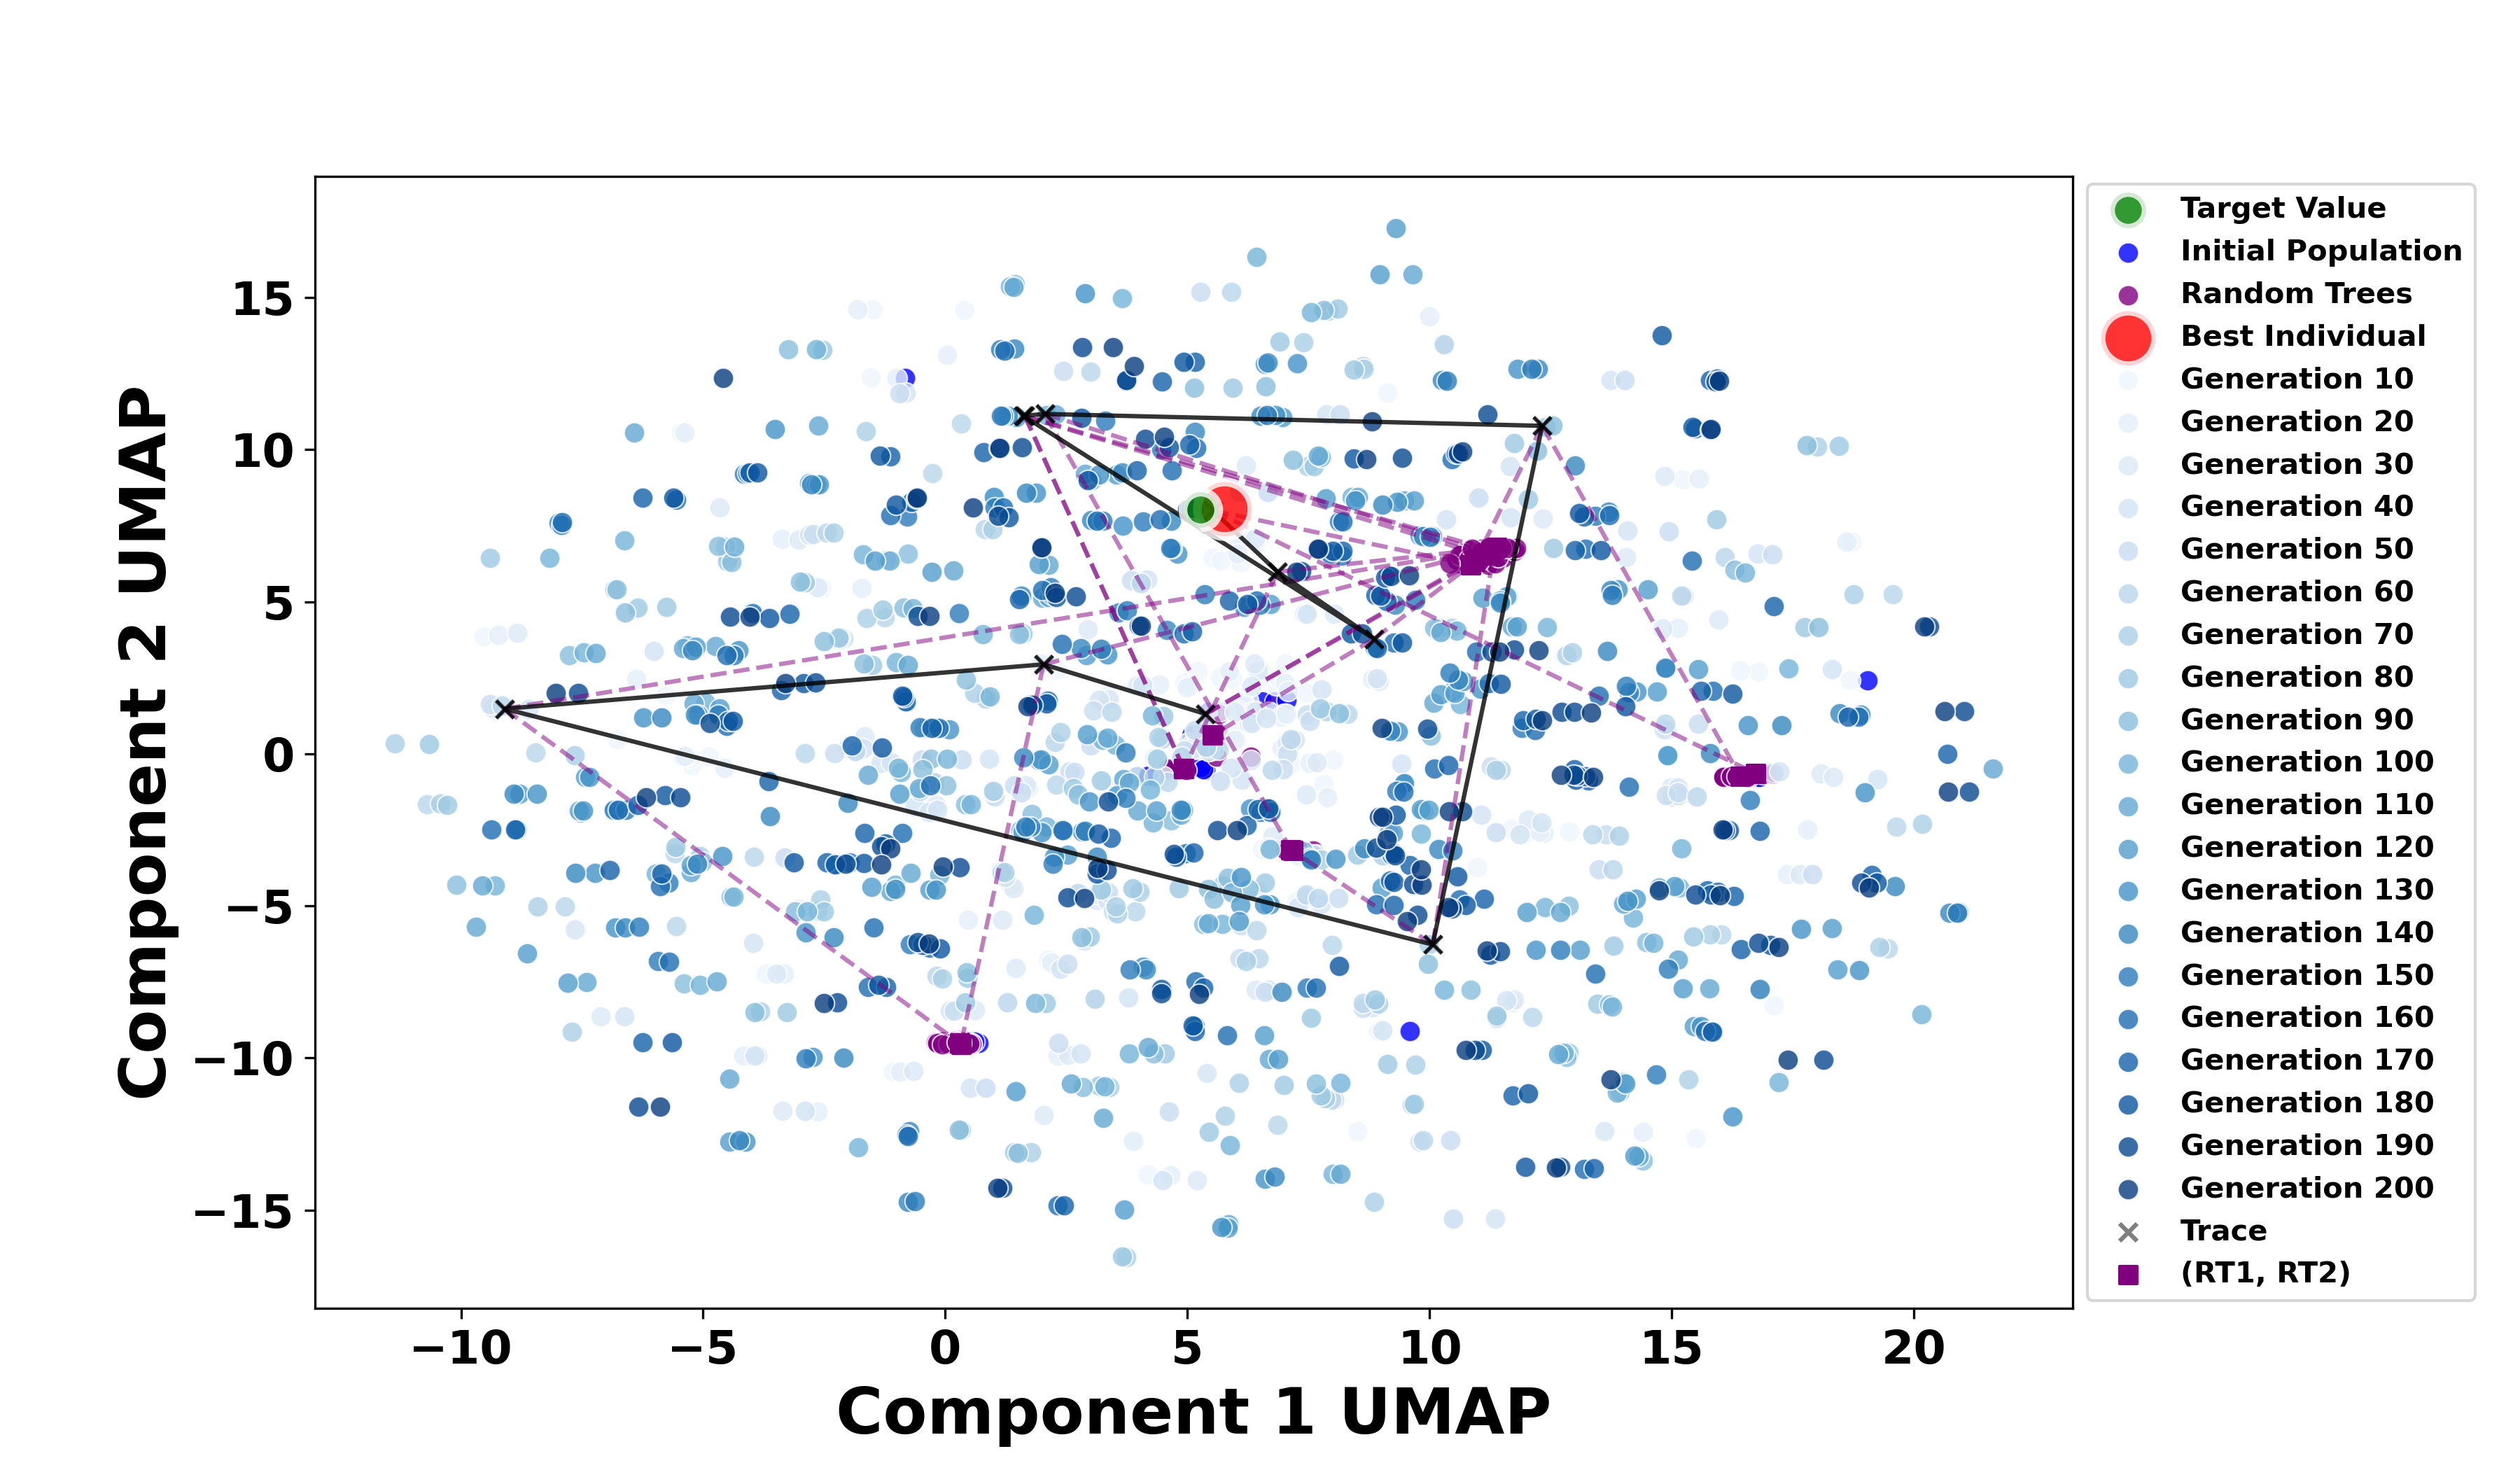 15
10
5
0
−5
−10
−15
Component 2 UMAP
−10
−5
0
5
10
15
20
Component 1 UMAP
Target Value
Initial Population
Random Trees
Best Individual
Generation 10
Generation 20
Generation 30
Generation 40
Generation 50
Generation 60
Generation 70
Generation 80
Generation 90
Generation 100
Generation 110
Generation 120
Generation 130
Generation 140
Generation 150
Generation 160
Generation 170
Generation 180
Generation 190
Generation 200
Trace
(RT1, RT2)